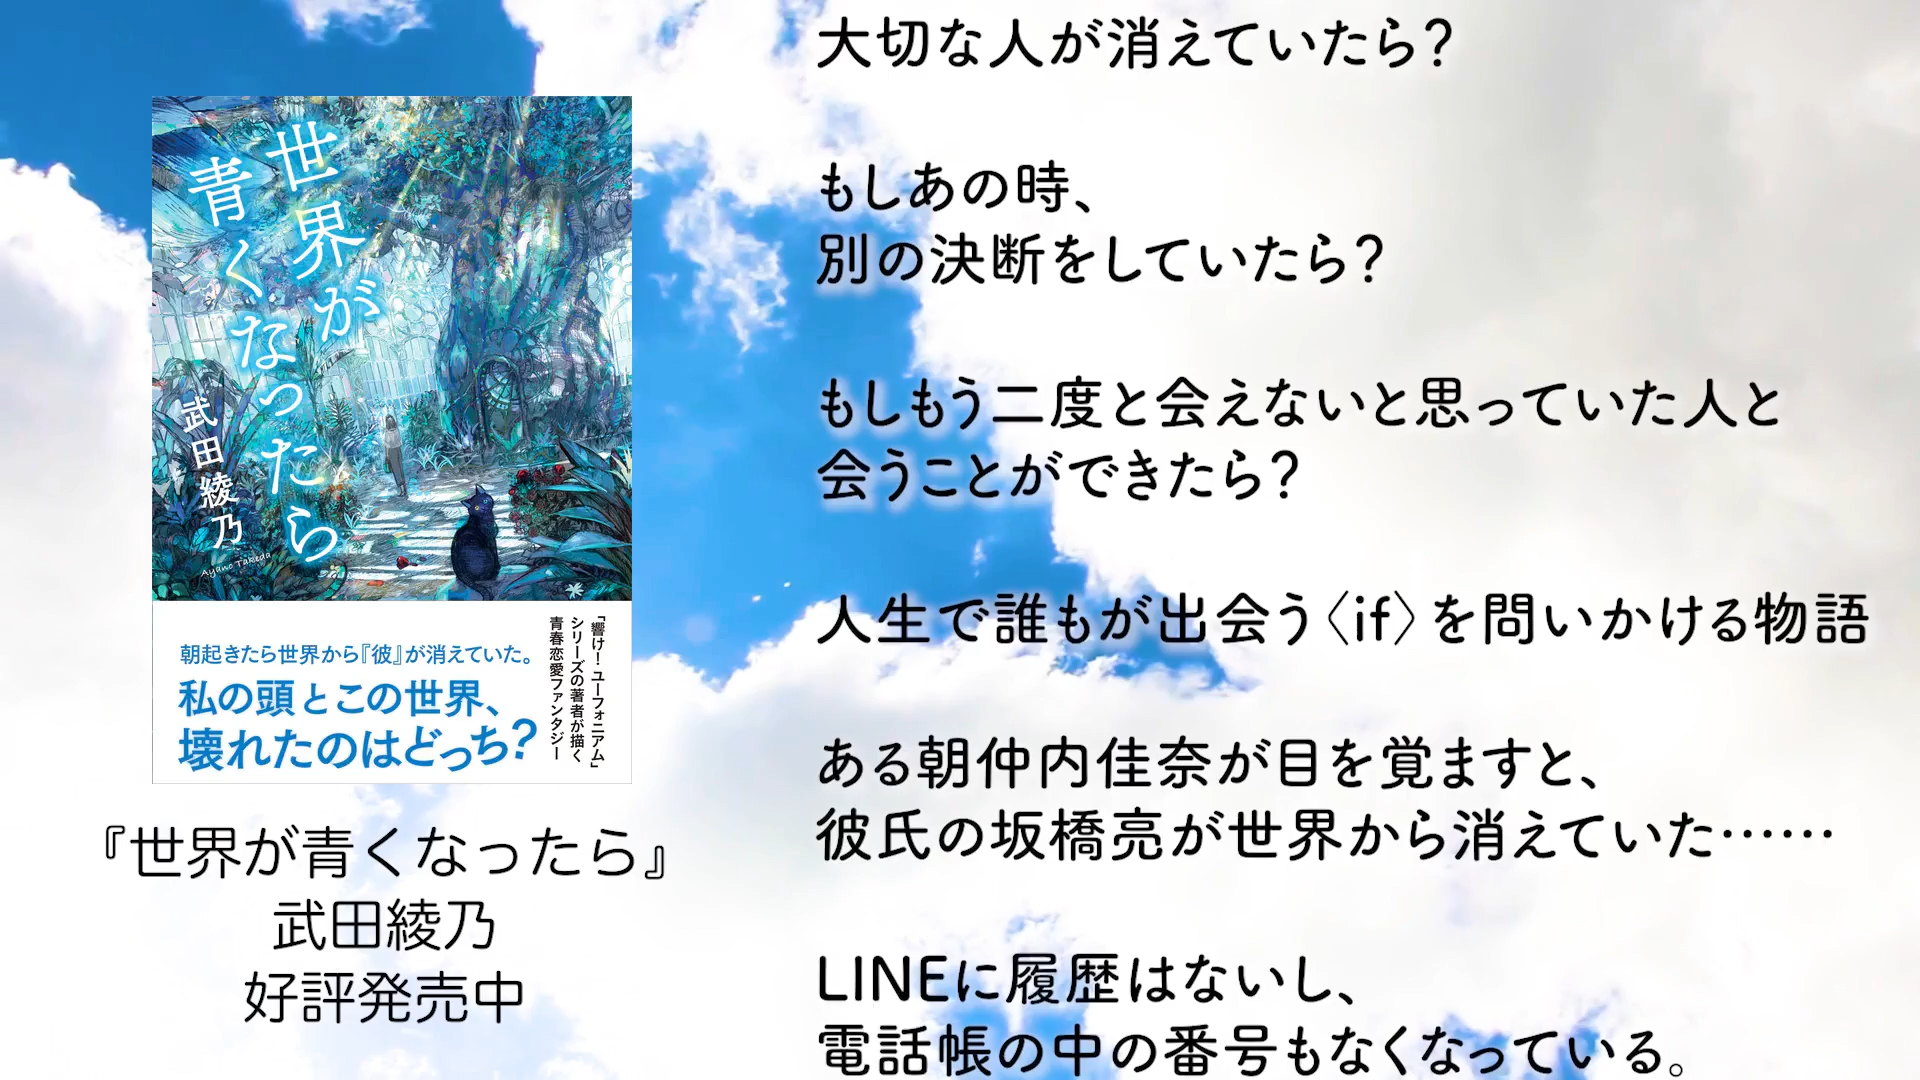 世界が
青くなったら
武田綾乃
Ayano Takeda
朝起きたら世界から『彼』が消えていた。
私の頭とこの世界、
壊れたのはどっち?
「響け!ユーフォニアム」
シリーズの著者が描く
青春恋愛ファンタジー
『世界が青くなったら』
武田綾乃
好評発売中
大切な人が消えていたら?
もしあの時、
別の決断をしていたら?
もしもう二度と会えないと思っていた人と
会うことができたら?
人生で誰もが出会う〈if〉を問いかける物語
ある朝仲内佳奈が目を覚ますと、
彼氏の坂橋亮が世界から消えていた……
LINEに履歴はないし、
電話帳の中の番号もなくなっている。